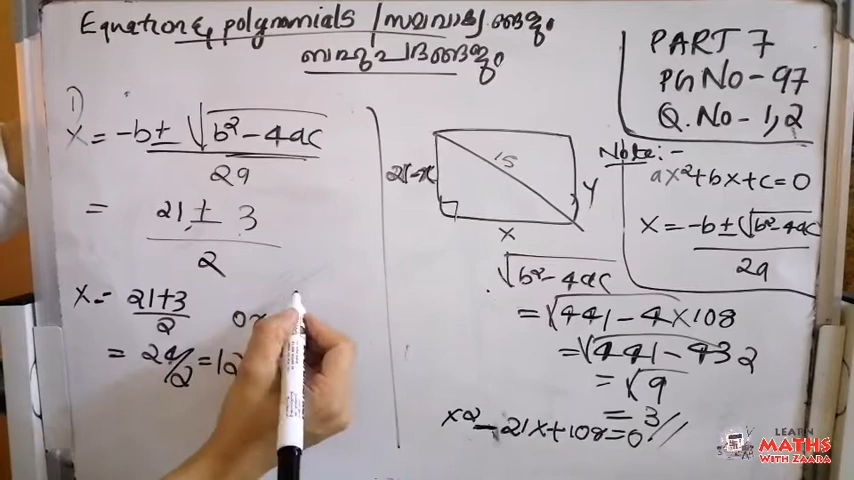 Equation & polynomials / സമവാക്യങ്ങളും
ബഹുപദങ്ങളും
PART 7
Pg No - 97
Q. No - 1, 2
1)
x = -b ± √b² - 4ac
2a
= 21 ± 3
2
x = 21+3
2
or
= 24/2 = 12
15
21-x
y
x
√b² - 4ac
= √441 - 4×108
= √441 - 432
= √9
= 3//
x² - 21x + 108 = 0
Note: -
ax² + bx + c = 0
x = -b ± √b² - 4ac
2a
LEARN
MATHS
WITH ZAARA